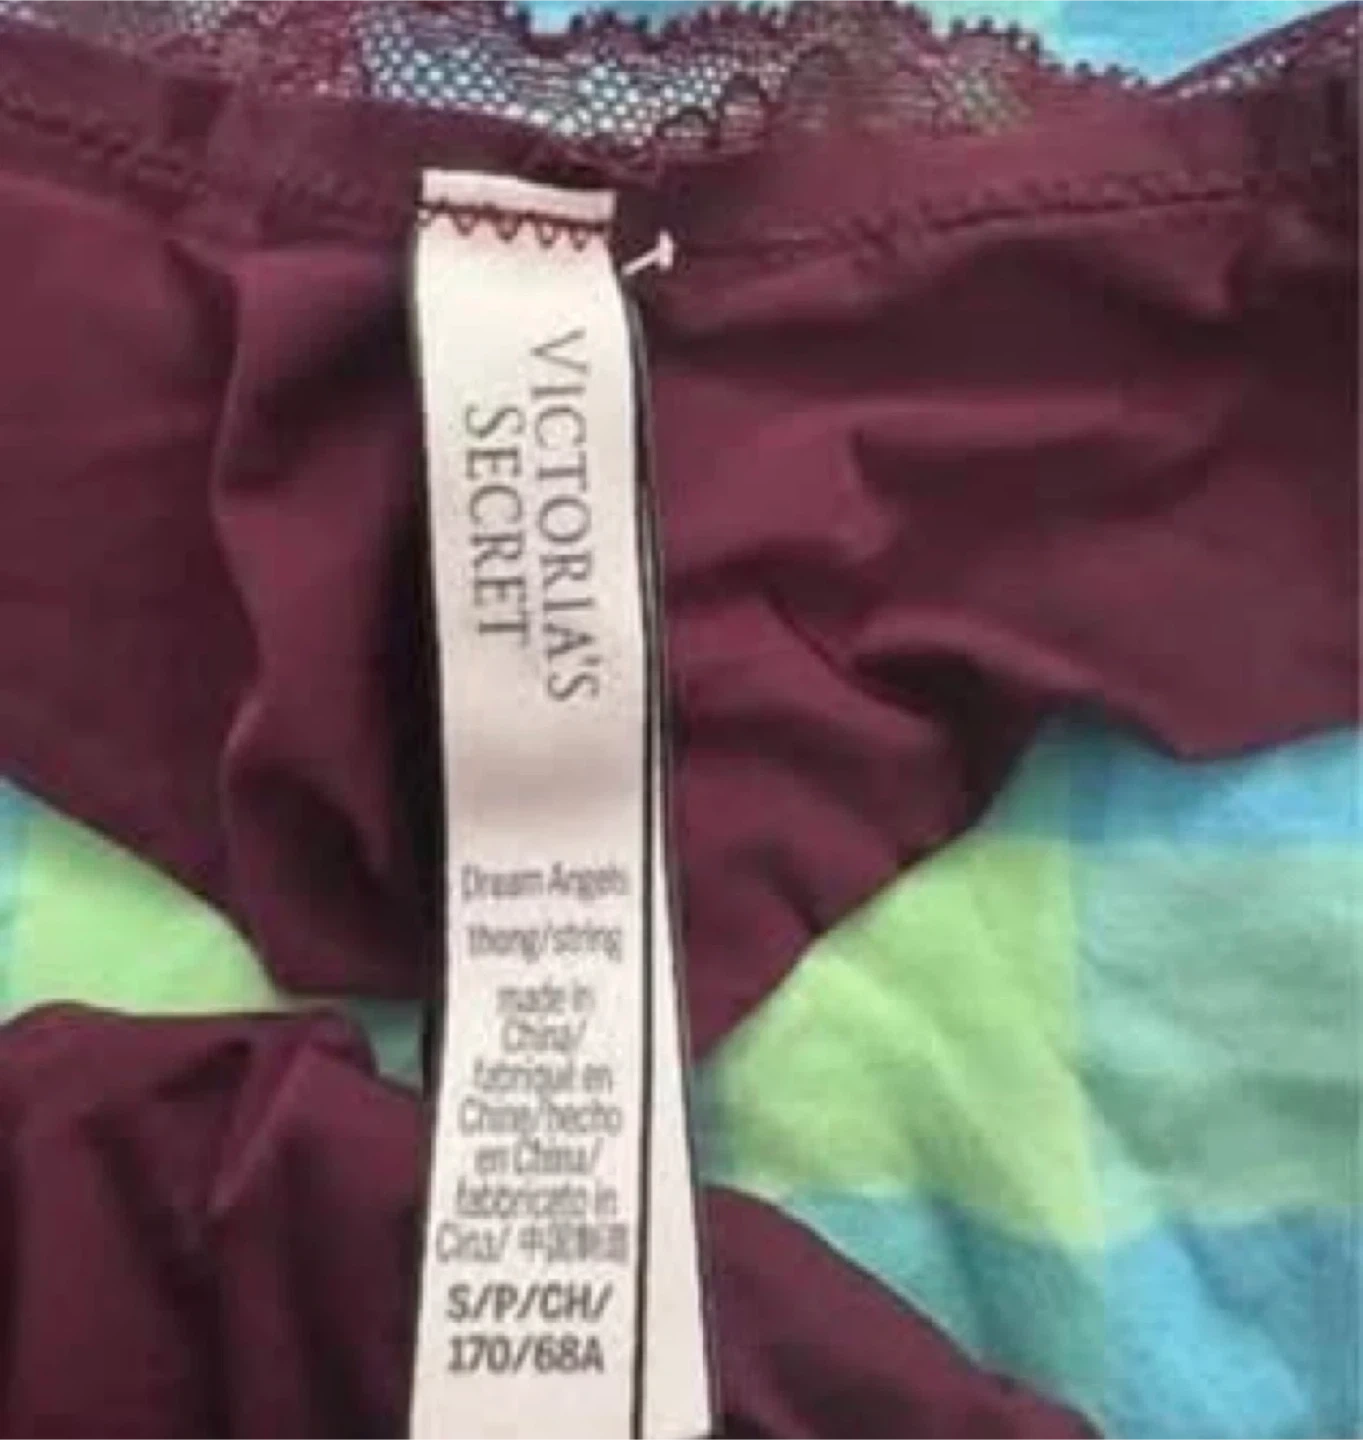 VICTORIA'S
SECRET
Dream Angels
thong/string
made in
China/
fabriqué en
Chine/hecho
en China/
fabbricato in
Cina/ 中国制造
S/P/CH/
170/68A